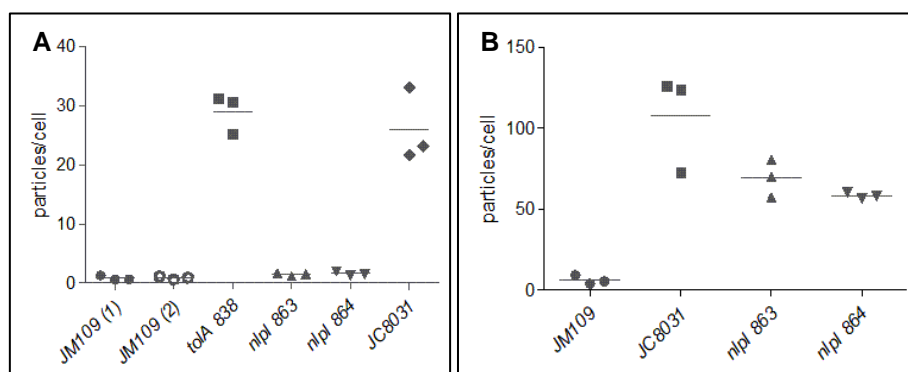 A
particles/cell
40
30
20
10
0
JM109 (1)
JM109 (2)
tolA 838
nlpI 863
nlpI 864
JC8031
B
particles/cell
150
100
50
0
JM109
JC8031
nlpI 863
nlpI 864